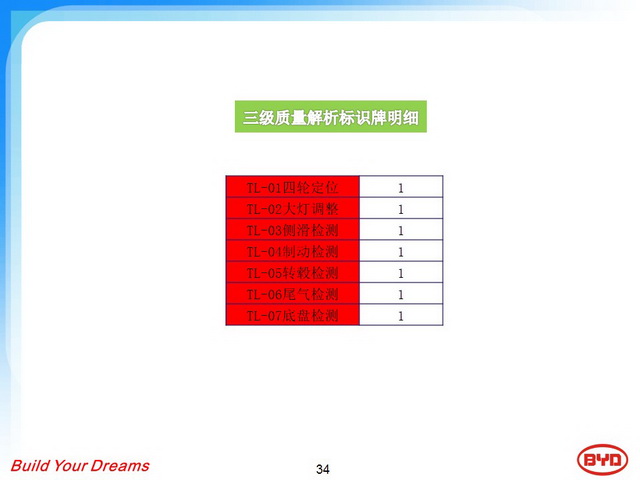 三级质量解析标识牌明细
TL-01四轮定位 1
TL-02大灯调整 1
TL-03侧滑检测 1
TL-04制动检测 1
TL-05转毂检测 1
TL-06尾气检测 1
TL-07底盘检测 1
Build Your Dreams
34
BYD